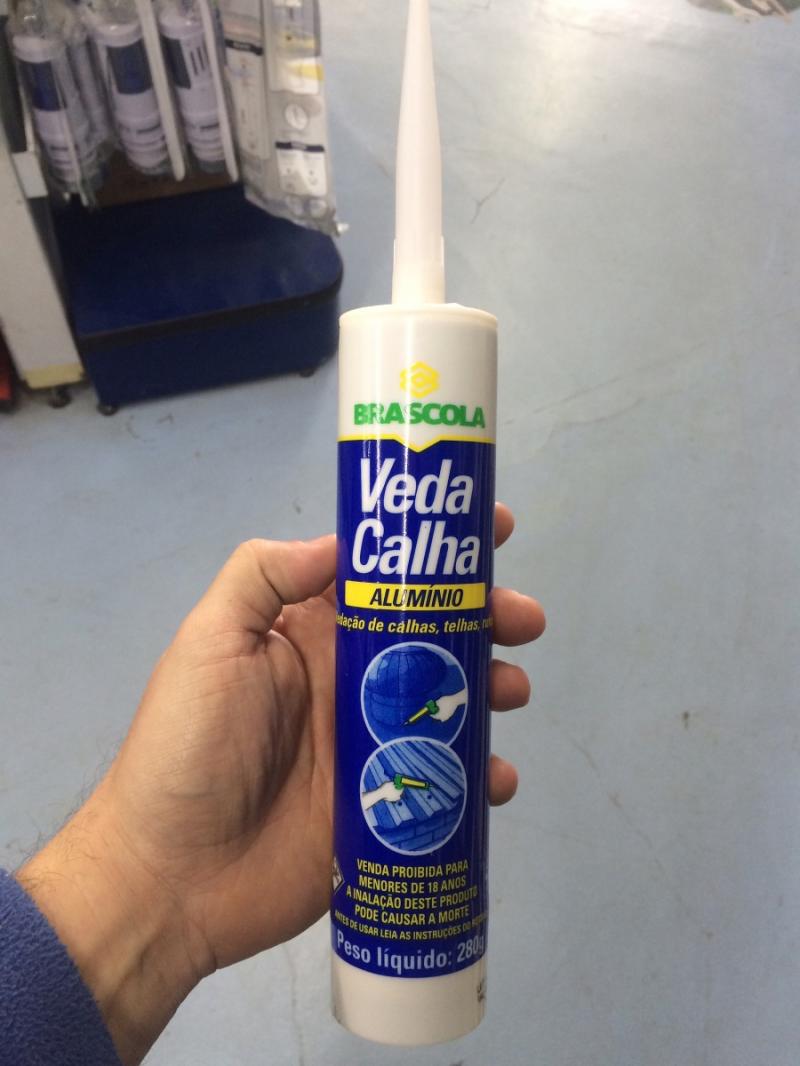 BRASCOLA
Veda
Calha
ALUMÍNIO
de calhas, telhas,
VENDA PROIBIDA PARA
MENORES DE 18 ANOS
A INALAÇÃO DESTE PRODUTO
PODE CAUSAR A MORTE
ANTES DE USAR LEIA AS INSTRUÇÕES DO
Peso líquido: 280g